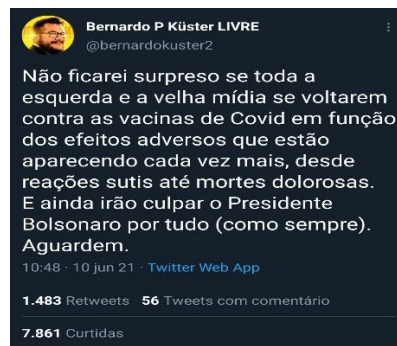 Bernardo P Küster LIVRE
@bernardokuster2
Não ficarei surpreso se toda a
esquerda e a velha mídia se voltarem
contra as vacinas de Covid em função
dos efeitos adversos que estão
aparecendo cada vez mais, desde
reações sutis até mortes dolorosas.
E ainda irão culpar o Presidente
Bolsonaro por tudo (como sempre).
Aguardem.
10:48 · 10 jun 21 · Twitter Web App
1.483 Retweets 56 Tweets com comentário
7.861 Curtidas